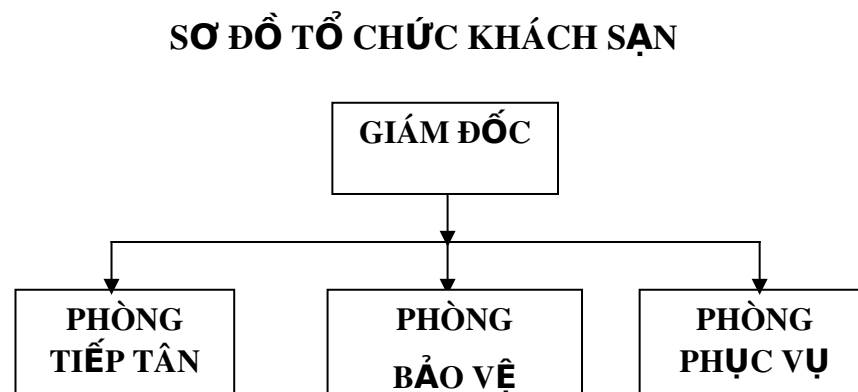 SƠ ĐỒ TỔ CHỨC KHÁCH SẠN
GIÁM ĐỐC
PHÒNG
TIẾP TÂN
PHÒNG
BẢO VỆ
PHÒNG
PHỤC VỤ